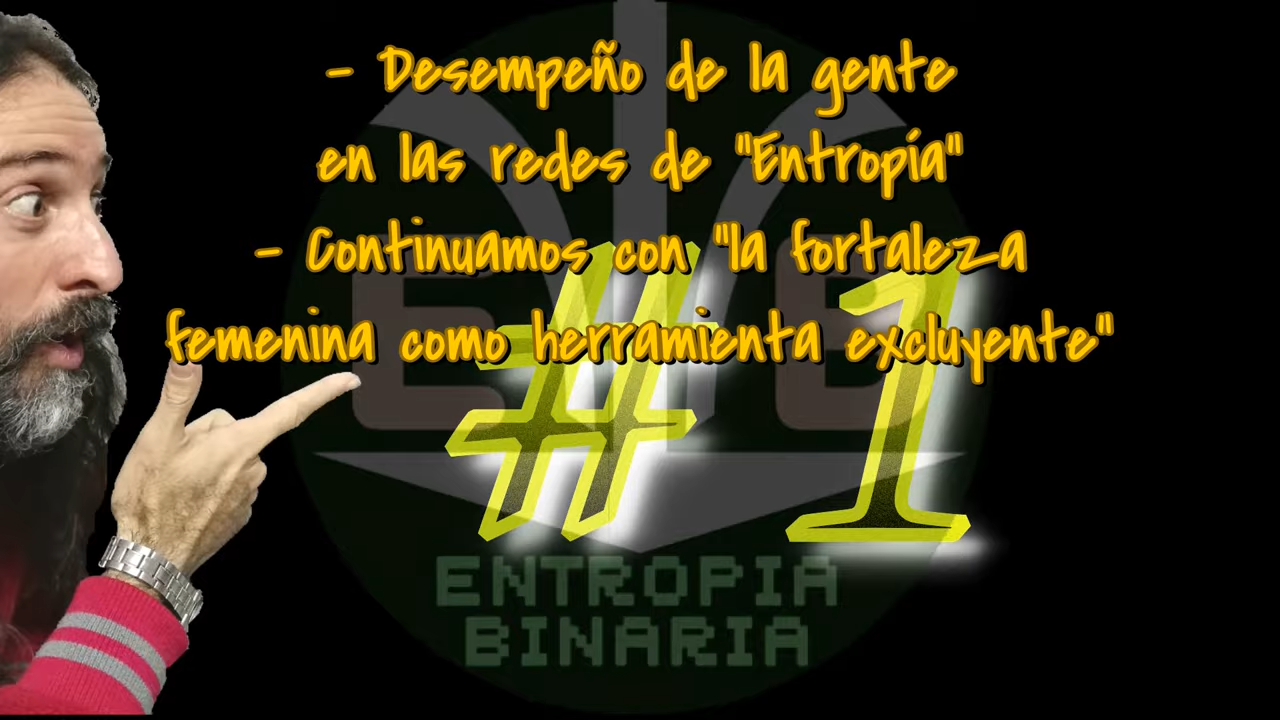 - Desempeño de la gente
en las redes de "Entropía"
- Continuamos con "la fortaleza
femenina como herramienta excluyente"
# 1
E B
ENTROPIA
BINARIA